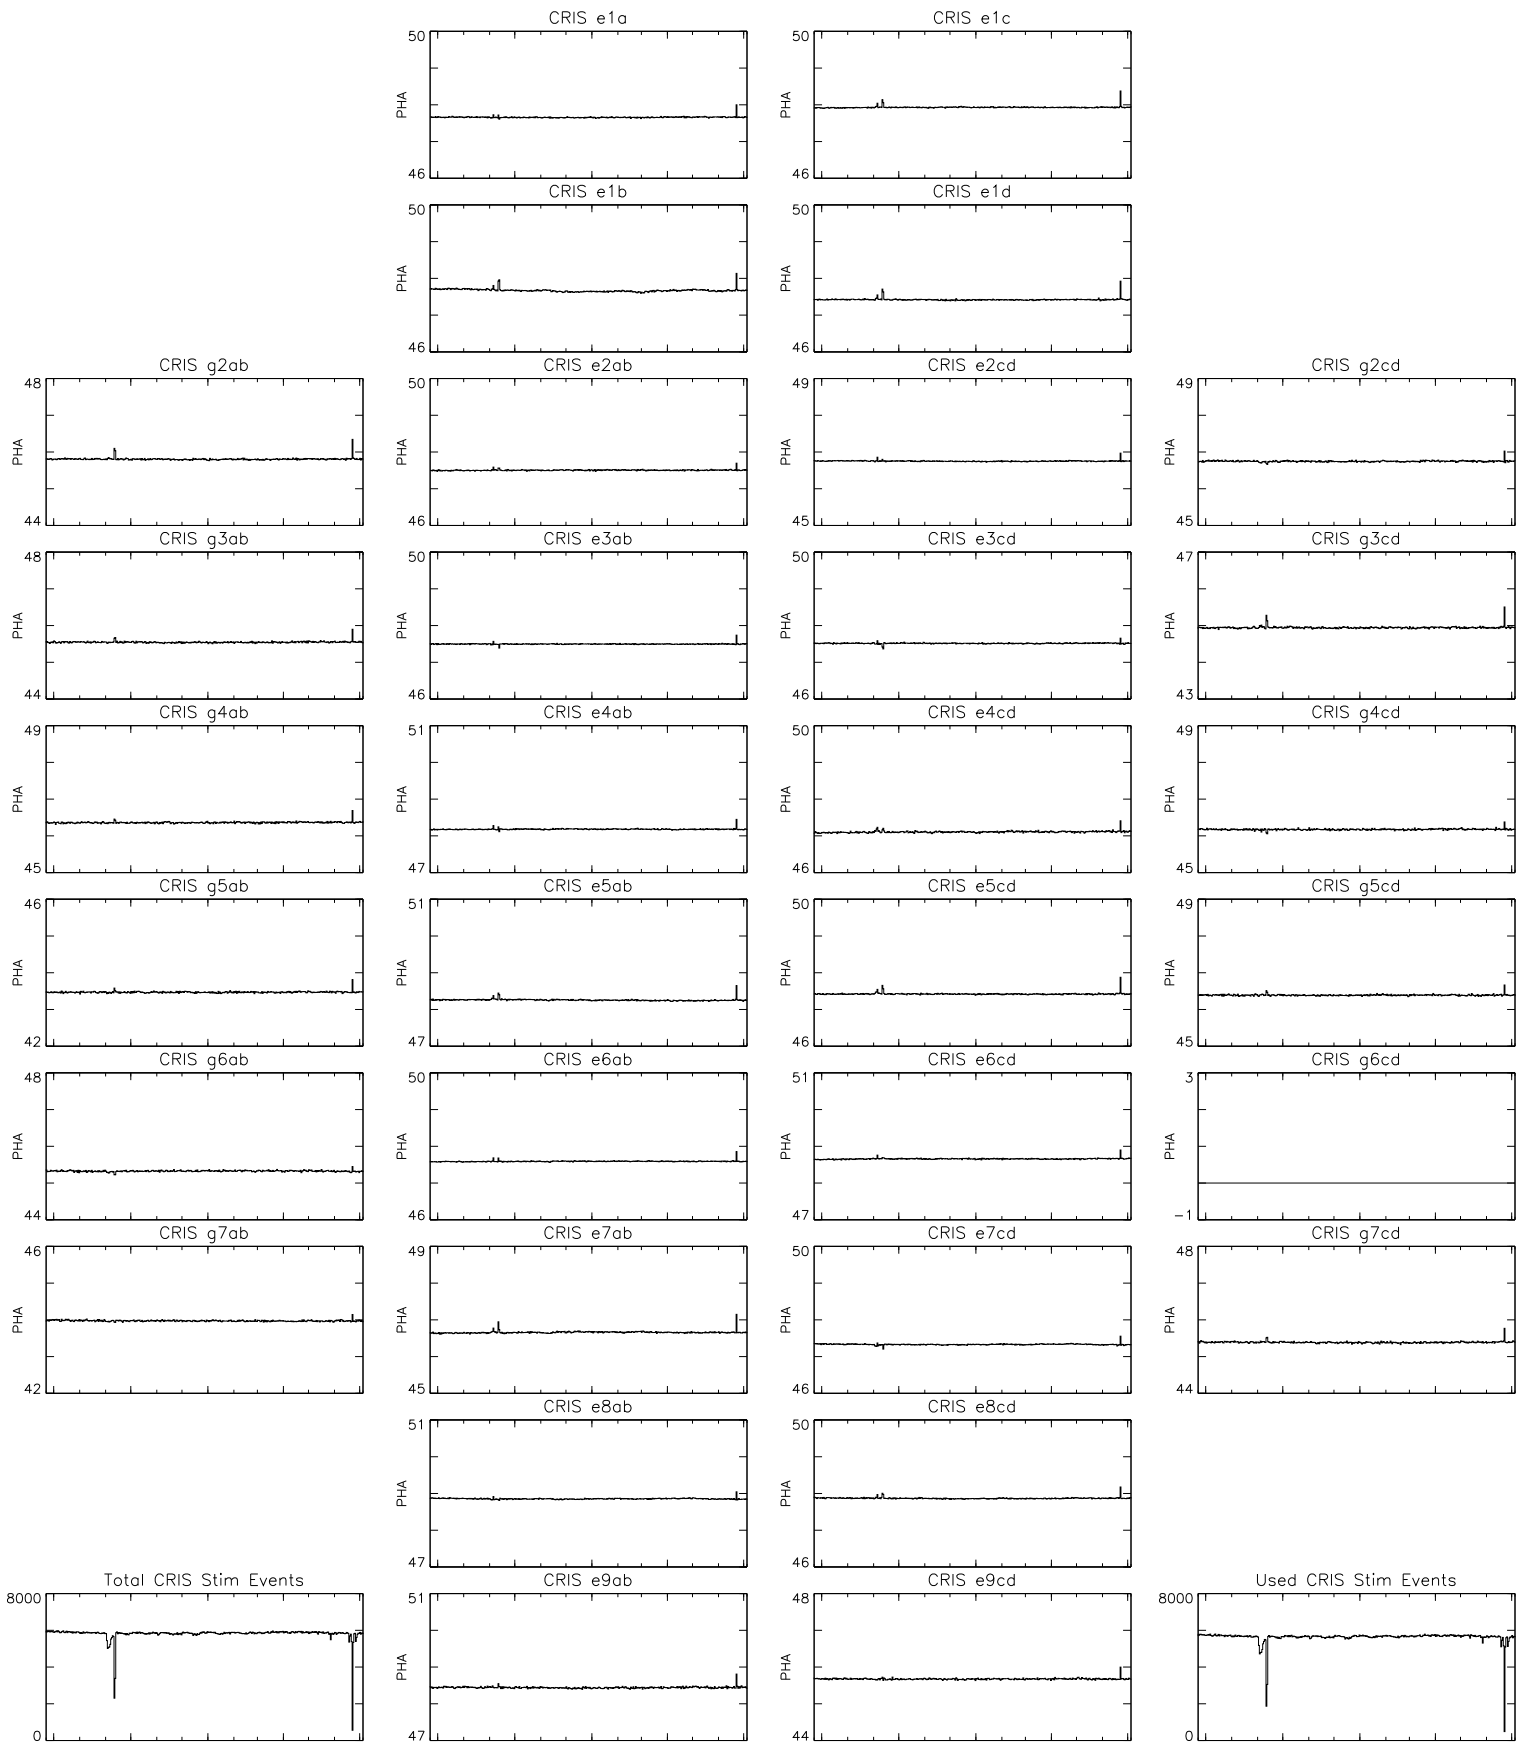 CRIS e1a
50
PHA
46
CRIS e1c
50
PHA
46
CRIS e1b
50
PHA
46
CRIS e1d
50
PHA
46
CRIS g2ab
48
PHA
44
CRIS e2ab
50
PHA
46
CRIS e2cd
49
PHA
45
CRIS g2cd
49
PHA
45
CRIS g3ab
48
PHA
44
CRIS e3ab
50
PHA
46
CRIS e3cd
50
PHA
46
CRIS g3cd
47
PHA
43
CRIS g4ab
49
PHA
45
CRIS e4ab
51
PHA
47
CRIS e4cd
50
PHA
46
CRIS g4cd
49
PHA
45
CRIS g5ab
46
PHA
42
CRIS e5ab
51
PHA
47
CRIS e5cd
50
PHA
46
CRIS g5cd
49
PHA
45
CRIS g6ab
48
PHA
44
CRIS e6ab
50
PHA
46
CRIS e6cd
51
PHA
47
CRIS g6cd
3
PHA
-1
CRIS g7ab
46
PHA
42
CRIS e7ab
49
PHA
45
CRIS e7cd
50
PHA
46
CRIS g7cd
48
PHA
44
CRIS e8ab
51
PHA
47
CRIS e8cd
50
PHA
46
Total CRIS Stim Events
8000
0
CRIS e9ab
51
PHA
47
CRIS e9cd
48
PHA
44
Used CRIS Stim Events
8000
0